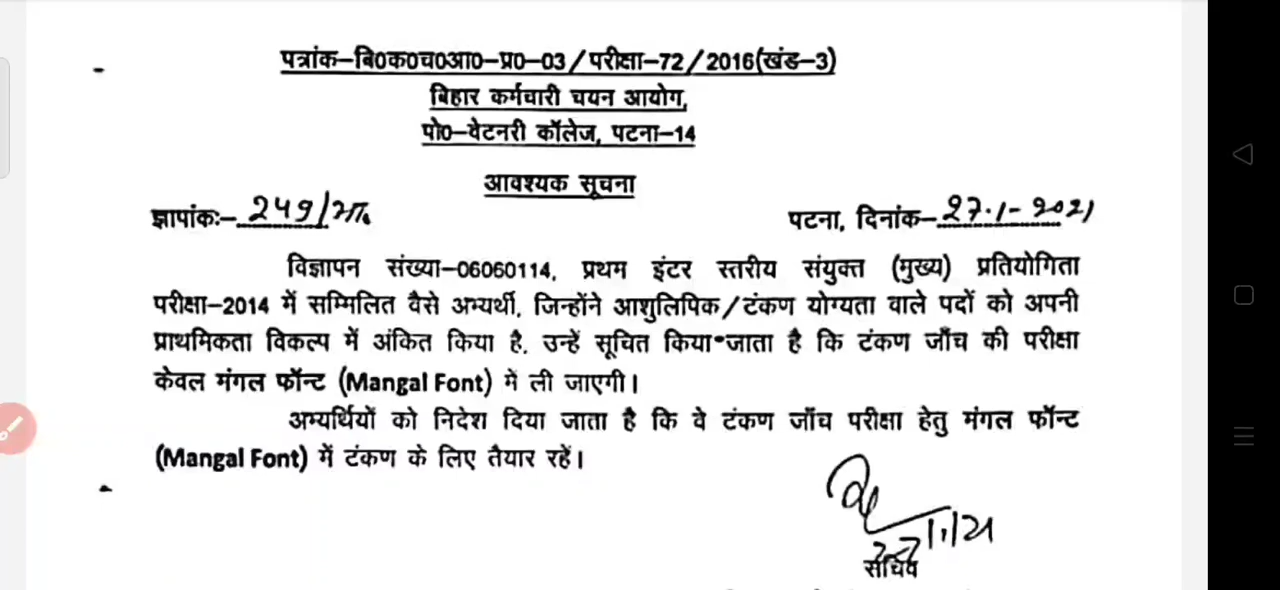 पत्रांक–बि0क0च0आ0–प्र0–03/परीक्षा–72/2016(खंड–3)
बिहार कर्मचारी चयन आयोग,
पो0–वेटनरी कॉलेज, पटना–14
आवश्यक सूचना
ज्ञापांकः– 249/आ. पटना, दिनांक– 27.1-2021
विज्ञापन संख्या–06060114, प्रथम इंटर स्तरीय संयुक्त (मुख्य) प्रतियोगिता
परीक्षा–2014 में सम्मिलित वैसे अभ्यर्थी, जिन्होंने आशुलिपिक/टंकण योग्यता वाले पदों को अपनी
प्राथमिकता विकल्प में अंकित किया है, उन्हें सूचित किया जाता है कि टंकण जाँच की परीक्षा
केवल मंगल फॉन्ट (Mangal Font) में ली जाएगी।
अभ्यर्थियों को निदेश दिया जाता है कि वे टंकण जाँच परीक्षा हेतु मंगल फॉन्ट
(Mangal Font) में टंकण के लिए तैयार रहें।
27/1/21
सचिव